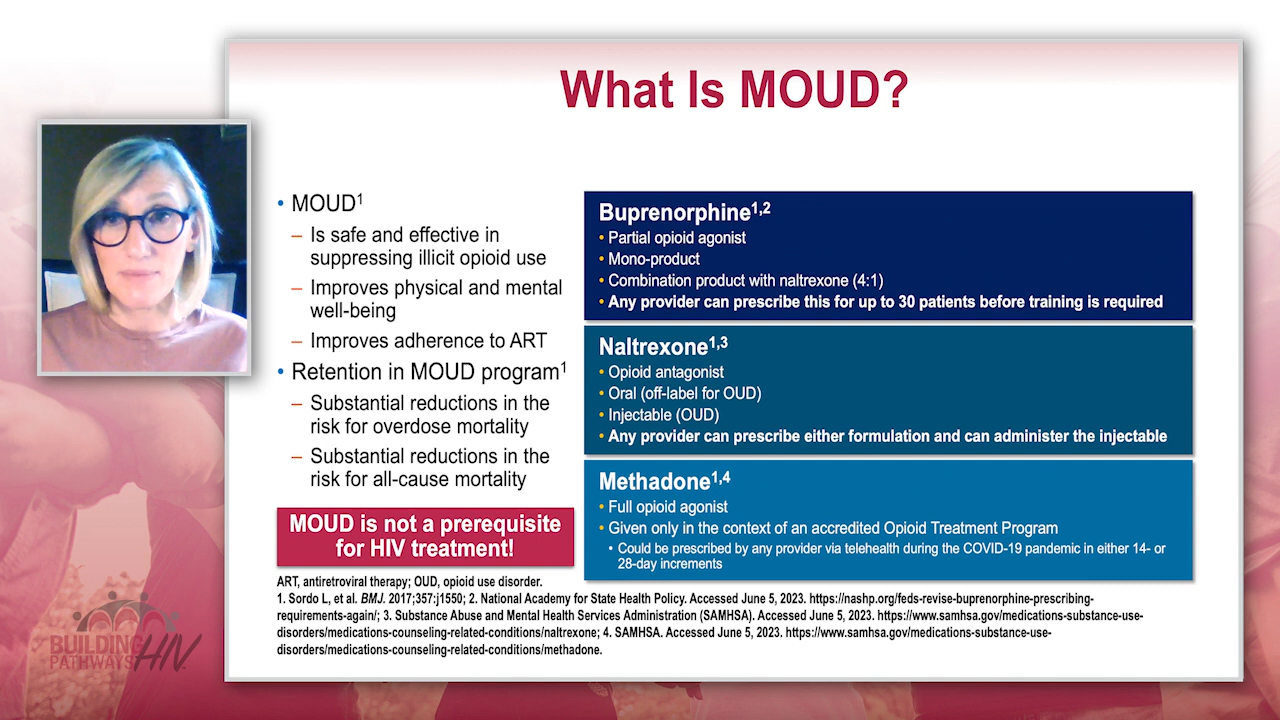 What Is MOUD?
• MOUD1
– Is safe and effective in
suppressing illicit opioid use
– Improves physical and mental
well-being
– Improves adherence to ART
• Retention in MOUD program1
– Substantial reductions in the
risk for overdose mortality
– Substantial reductions in the
risk for all-cause mortality
MOUD is not a prerequisite
for HIV treatment!
Buprenorphine1,2
• Partial opioid agonist
• Mono-product
• Combination product with naltrexone (4:1)
• Any provider can prescribe this for up to 30 patients before training is required
Naltrexone1,3
• Opioid antagonist
• Oral (off-label for OUD)
• Injectable (OUD)
• Any provider can prescribe either formulation and can administer the injectable
Methadone1,4
• Full opioid agonist
• Given only in the context of an accredited Opioid Treatment Program
• Could be prescribed by any provider via telehealth during the COVID-19 pandemic in either 14- or
28-day increments
ART, antiretroviral therapy; OUD, opioid use disorder.
1. Sordo L, et al. BMJ. 2017;357:j1550; 2. National Academy for State Health Policy. Accessed June 5, 2023. https://nashp.org/feds-revise-buprenorphine-prescribing-
requirements-again/; 3. Substance Abuse and Mental Health Services Administration (SAMHSA). Accessed June 5, 2023. https://www.samhsa.gov/medications-substance-use-
disorders/medications-counseling-related-conditions/naltrexone; 4. SAMHSA. Accessed June 5, 2023. https://www.samhsa.gov/medications-substance-use-
disorders/medications-counseling-related-conditions/methadone.
BUILDING
PATHWAYS HIV